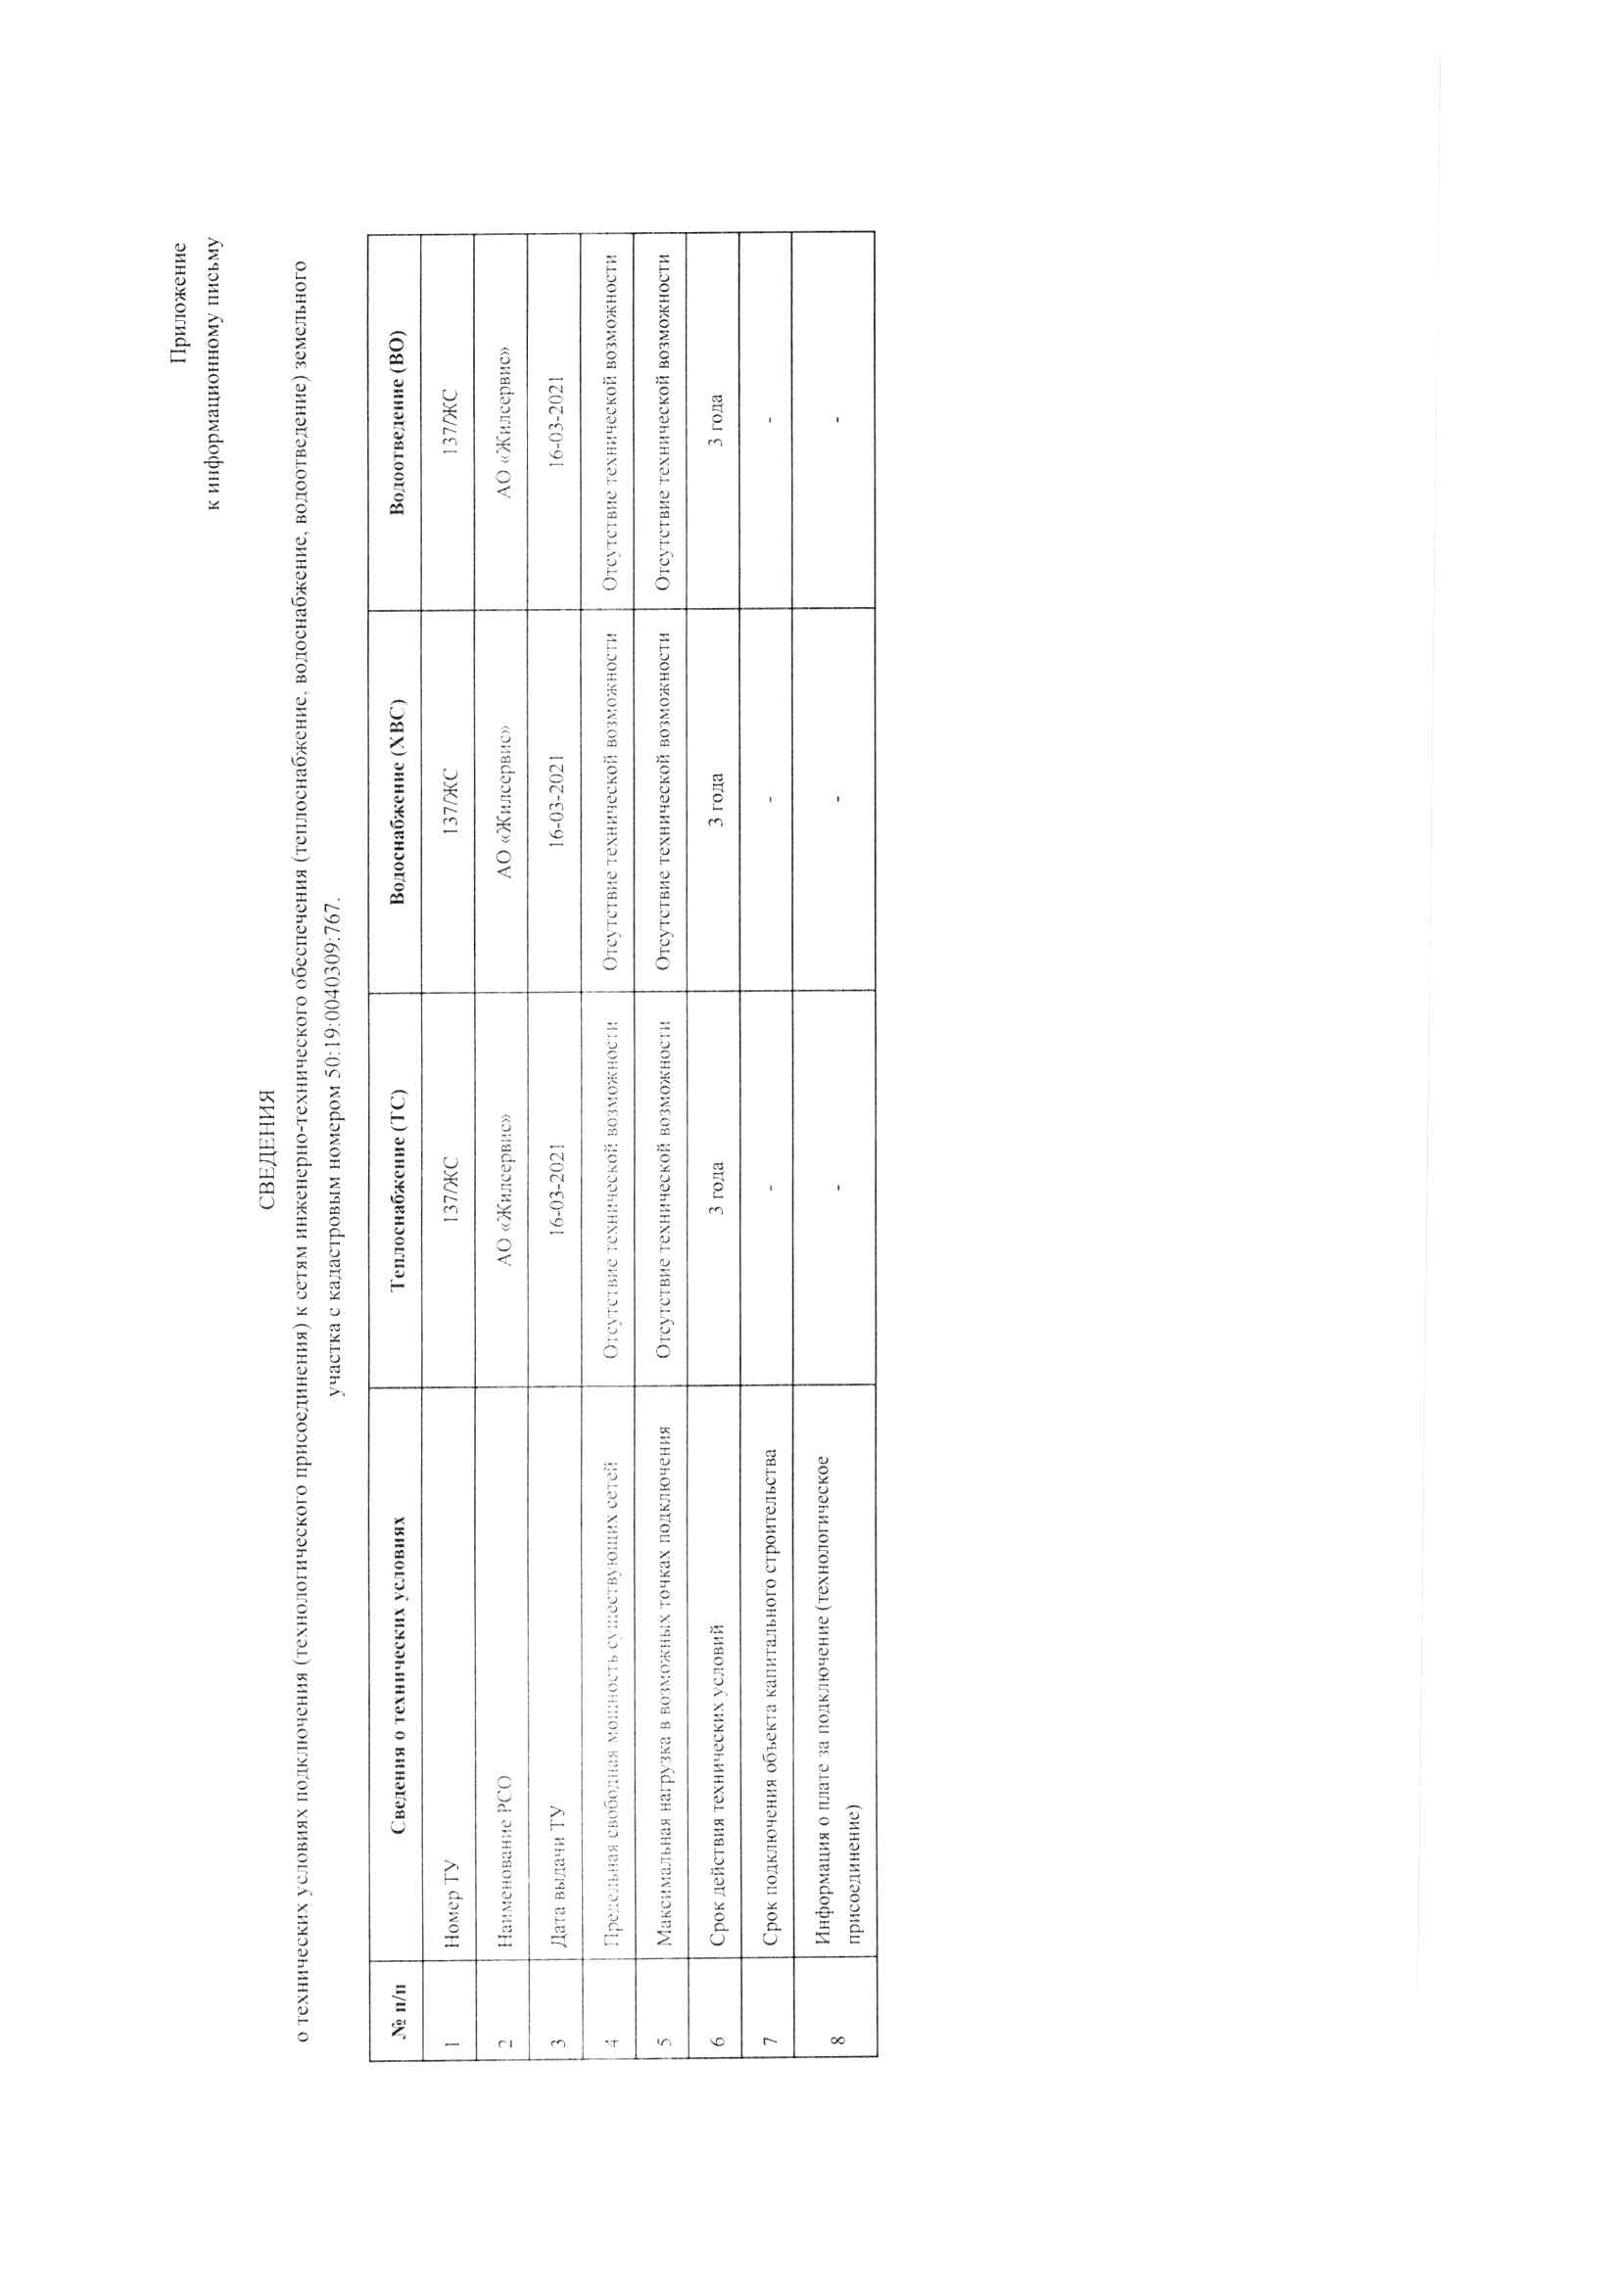 Приложение
к информационному письму
СВЕДЕНИЯ
о технических условиях подключения (технологического присоединения) к сетям инженерно-технического обеспечения (теплоснабжение, водоснабжение, водоотведение) земельного
участка с кадастровым номером 50:19:0040309:767.
№ п/п Сведения о технических условиях Теплоснабжение (ТС) Водоснабжение (ХВС) Водоотведение (ВО)
1 Номер ТУ 137/ЖС 137/ЖС 137/ЖС
2 Наименование РСО АО «Жилсервис» АО «Жилсервис» АО «Жилсервис»
3 Дата выдачи ТУ 16-03-2021 16-03-2021 16-03-2021
4 Предельная свободная мощность существующих сетей Отсутствие технической возможности Отсутствие технической возможности Отсутствие технической возможности
5 Максимальная нагрузка в возможных точках подключения Отсутствие технической возможности Отсутствие технической возможности Отсутствие технической возможности
6 Срок действия технических условий 3 года 3 года 3 года
7 Срок подключения объекта капитального строительства - - -
8 Информация о плате за подключение (технологическое
присоединение) - - -